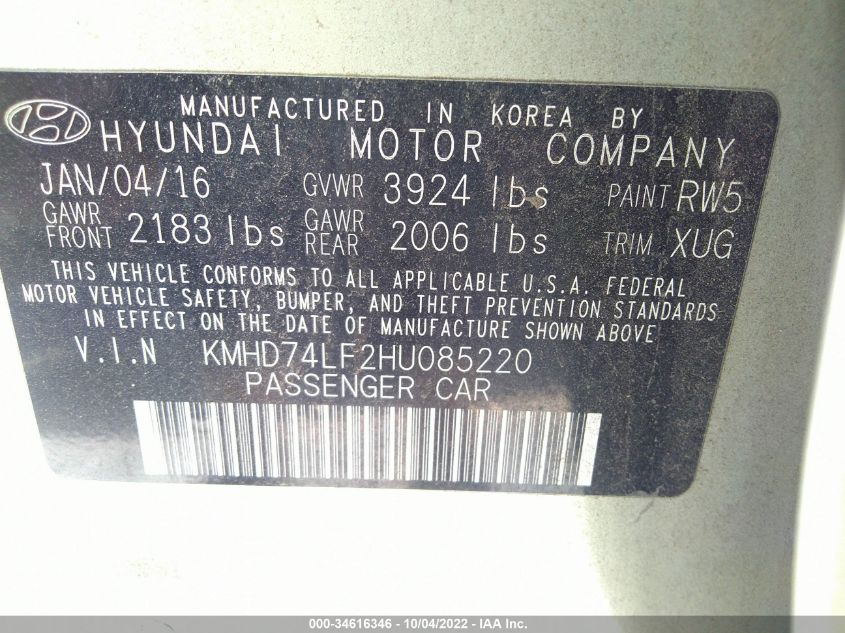 MANUFACTURED IN KOREA BY
HYUNDAI MOTOR COMPANY
JAN/04/16 GVWR 3924 lbs PAINT RW5
GAWR FRONT 2183 lbs GAWR REAR 2006 lbs TRIM XUG
THIS VEHICLE CONFORMS TO ALL APPLICABLE U.S.A. FEDERAL
MOTOR VEHICLE SAFETY, BUMPER, AND THEFT PREVENTION STANDARDS
IN EFFECT ON THE DATE OF MANUFACTURE SHOWN ABOVE
V.I.N KMHD74LF2HU085220
PASSENGER CAR
000-34616346 - 10/04/2022 - IAA Inc.